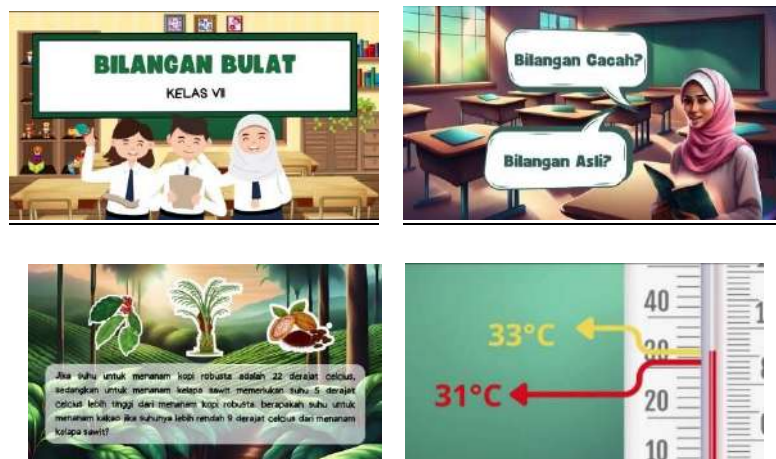 BILANGAN BULAT
KELAS VII
Bilangan Cacah?
Bilangan Asli?
Jika suhu untuk menanam kopi robusta adalah 22 derajat celcius,
sedangkan untuk menanam kelapa sawit memerlukan suhu 5 derajat
celcius lebih tinggi dari menanam kopi robusta. berapakah suhu untuk
menanam kakao jika suhunya lebih rendah 9 derajat celcius dari menanam
kelapa sawit?
40
33°C
31°C
20
10